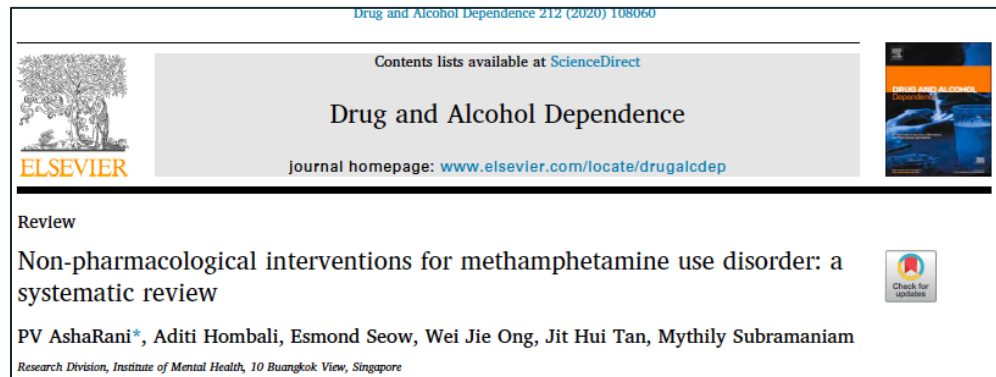 Drug and Alcohol Dependence 212 (2020) 108060
Contents lists available at ScienceDirect
Drug and Alcohol Dependence
journal homepage: www.elsevier.com/locate/drugalcdep
ELSEVIER
DRUG AND ALCOHOL
Dependence
Review
Non-pharmacological interventions for methamphetamine use disorder: a
systematic review
Check for
updates
PV AshaRani*, Aditi Hombali, Esmond Seow, Wei Jie Ong, Jit Hui Tan, Mythily Subramaniam
Research Division, Institute of Mental Health, 10 Buangkok View, Singapore